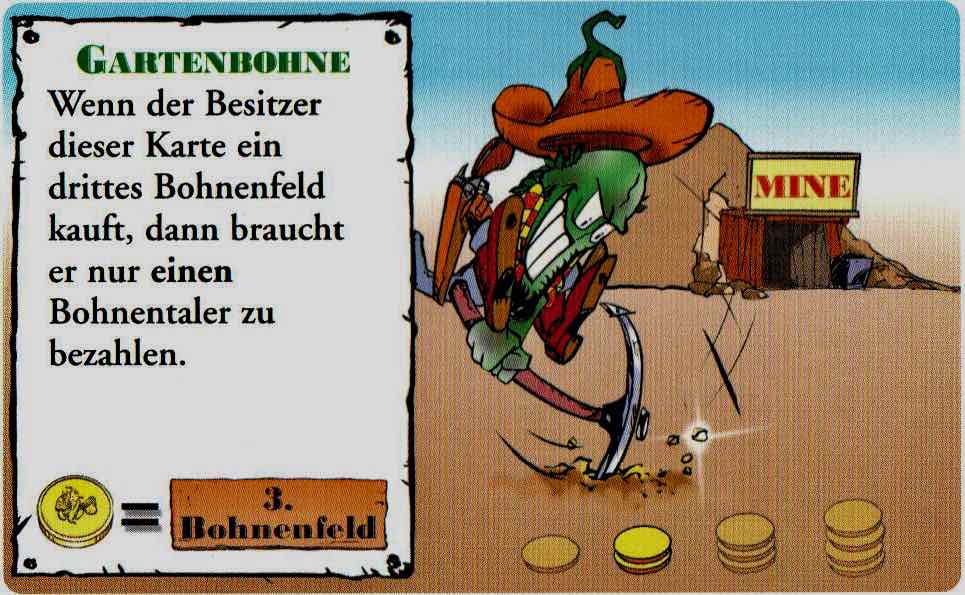 GARTENBOHNE
Wenn der Besitzer
dieser Karte ein
drittes Bohnenfeld
kauft, dann braucht
er nur einen
Bohnentaler zu
bezahlen.
=
3.
Bohnenfeld
MINE